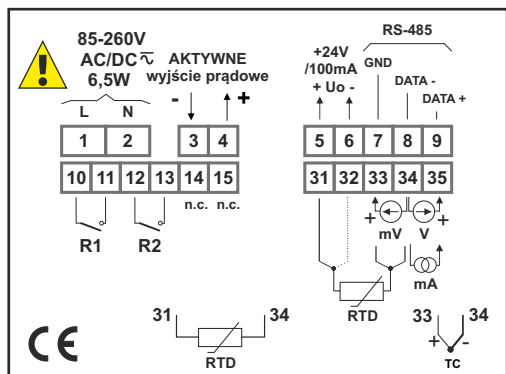 85-260V
AC/DC
6,5W
L N
AKTYWNE
wyjście prądowe
- +
+24V
/100mA
+ Uo -
RS-485
GND
DATA -
DATA +
1 2 3 4 5 6 7 8 9
10 11 12 13 14 15 31 32 33 34 35
n.c. n.c.
R1 R2
+ mV V +
mA
RTD
31 34
RTD
33 34
+ -
TC
CE